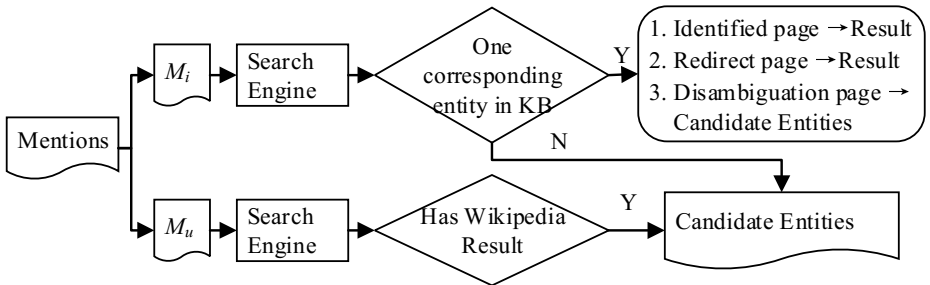 Mentions
M_i
Search
Engine
One
corresponding
entity in KB
Y
1. Identified page →Result
2. Redirect page →Result
3. Disambiguation page →
Candidate Entities
N
M_u
Search
Engine
Has Wikipedia
Result
Y
Candidate Entities